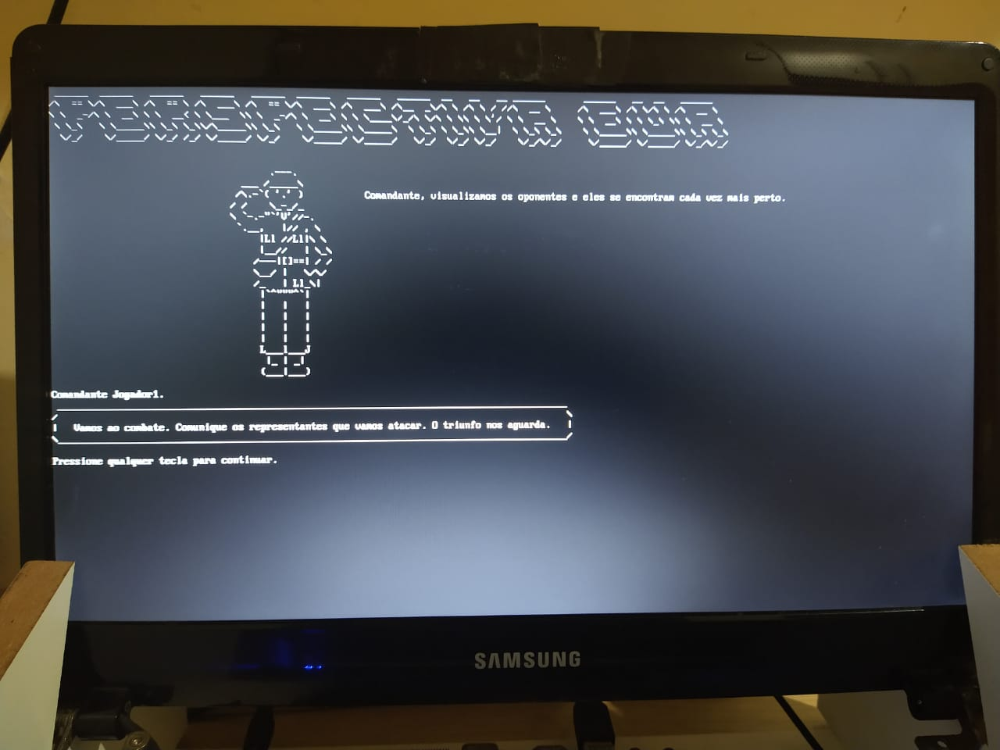 Comandante, visualizamos os oponentes e eles se encontram cada vez mais perto.
Comandante Jogador1.
Vamos ao combate. Comunique os representantes que vamos atacar. O triunfo nos aguarda.
Pressione qualquer tecla para continuar.
SAMSUNG